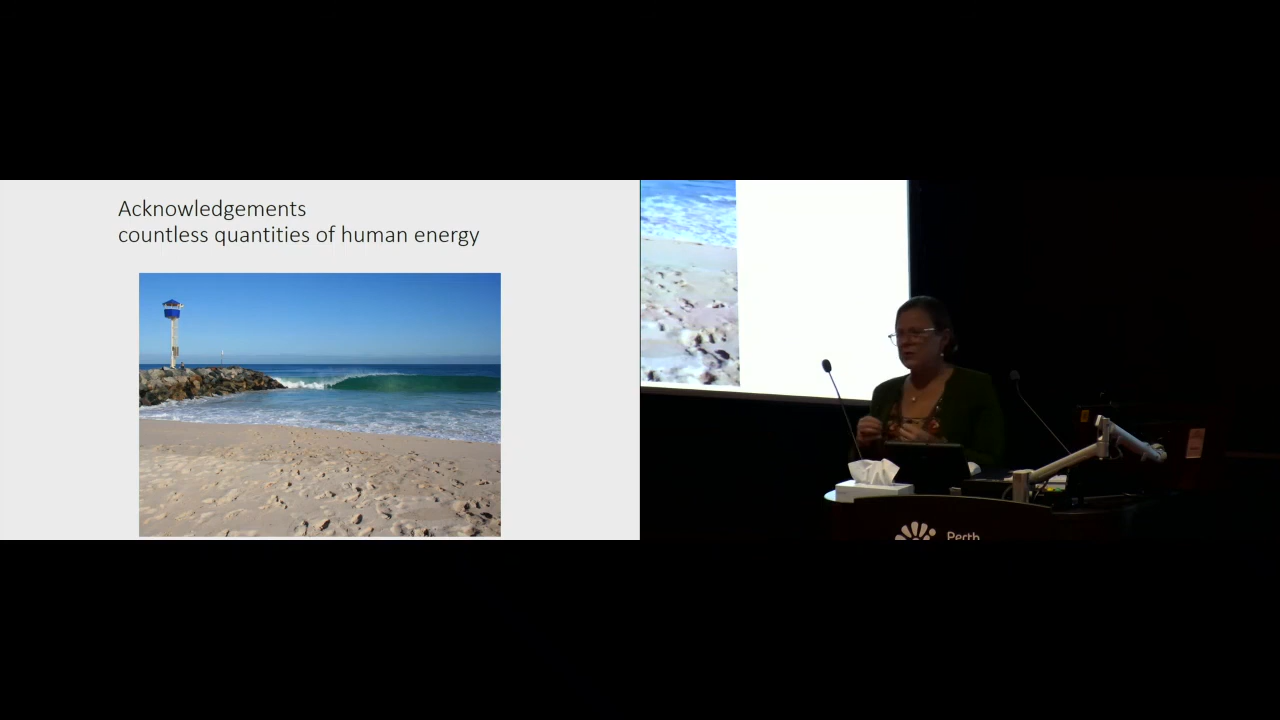 Acknowledgements
countless quantities of human energy
Perth